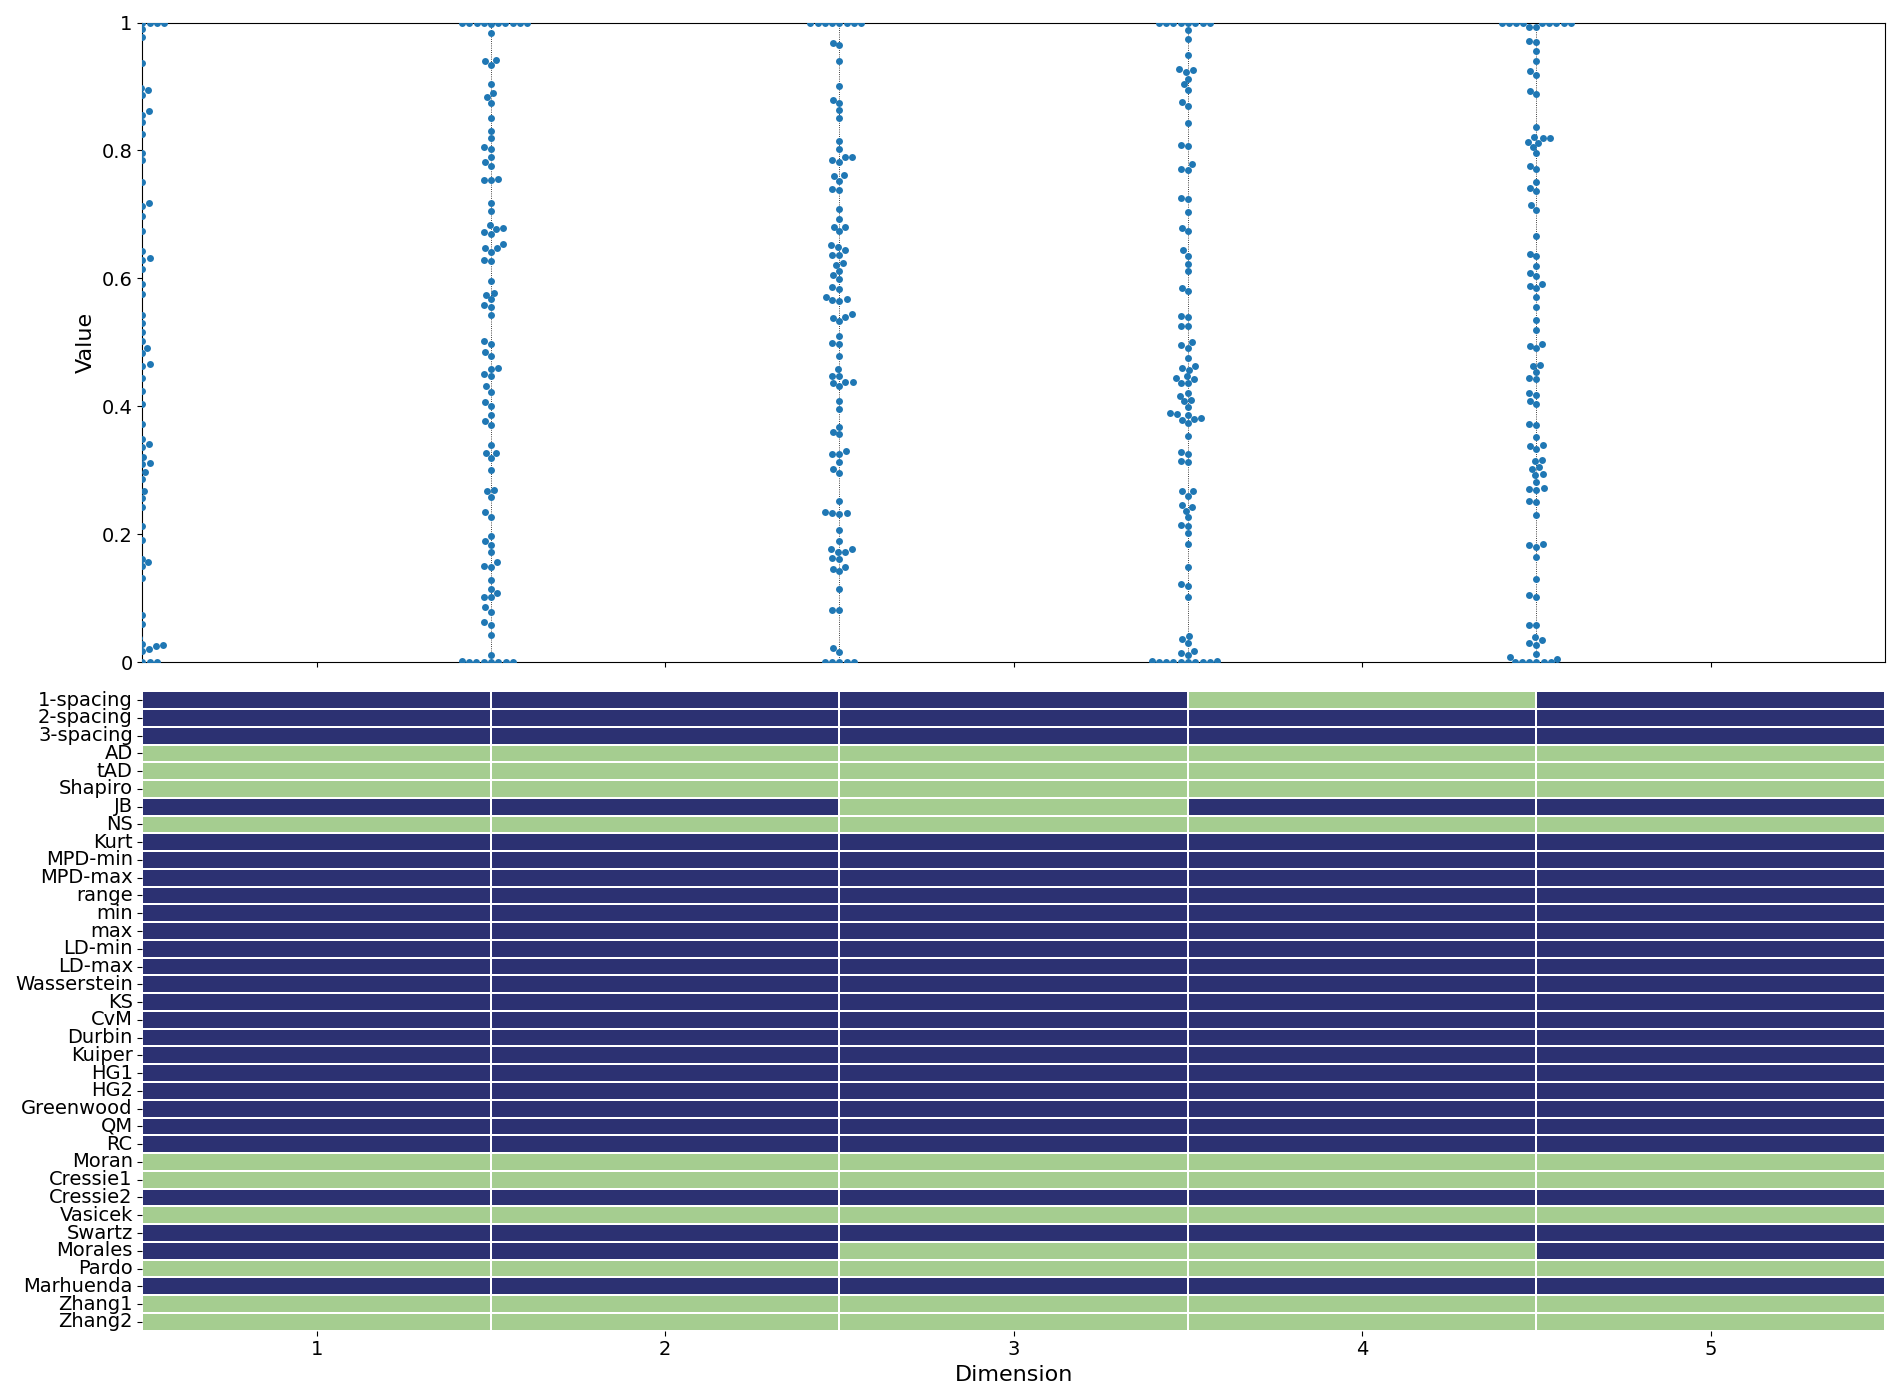 1
0.8
0.6
Value
0.4
0.2
0
1-spacing
2-spacing
3-spacing
AD
tAD
Shapiro
JB
NS
Kurt
MPD-min
MPD-max
range
min
max
LD-min
LD-max
Wasserstein
KS
CvM
Durbin
Kuiper
HG1
HG2
Greenwood
QM
RC
Moran
Cressie1
Cressie2
Vasicek
Swartz
Morales
Pardo
Marhuenda
Zhang1
Zhang2
1 2 3 4 5
Dimension